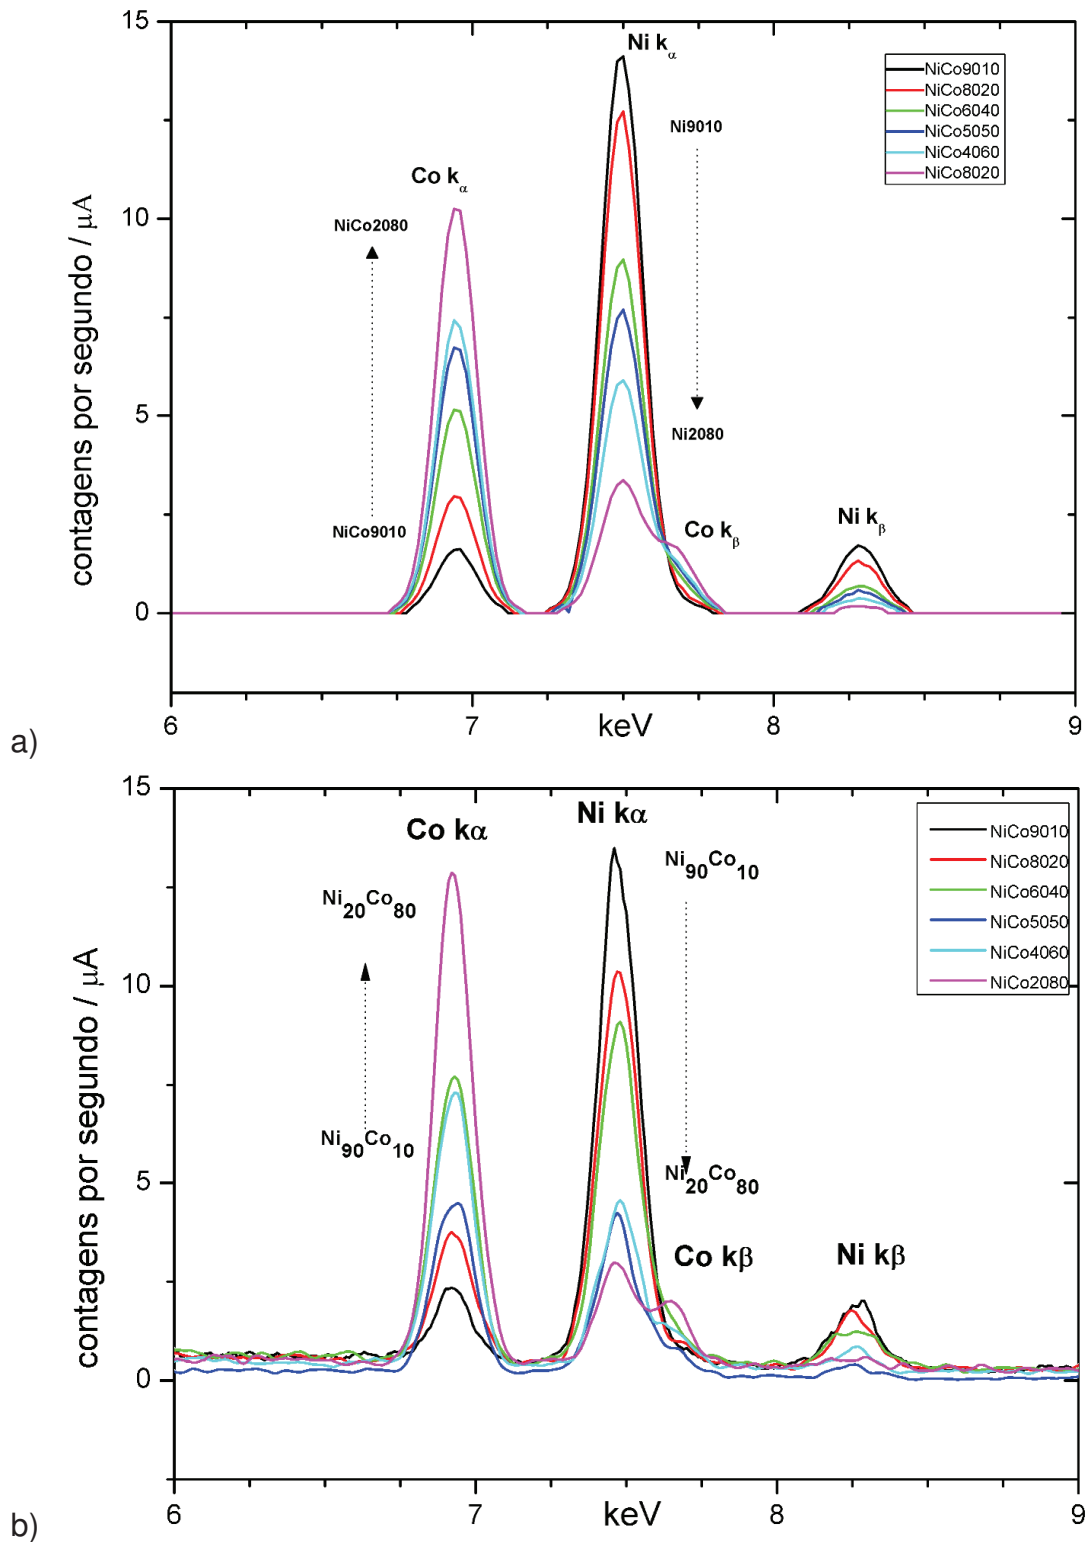 15
Ni kα
NiCo9010
NiCo8020
NiCo6040
NiCo5050
NiCo4060
NiCo8020
Ni9010
Co kα
10
NiCo2080
contagens por segundo / µA
5
Ni2080
NiCo9010
Co kβ
Ni kβ
0
6
7
8
9
keV
a)
15
Co kα
Ni kα
NiCo9010
NiCo8020
NiCo6040
NiCo5050
NiCo4060
NiCo2080
Ni90Co10
Ni20Co80
10
contagens por segundo / µA
Ni90Co10
5
Ni20Co80
Co kβ
Ni kβ
0
6
7
8
9
keV
b)